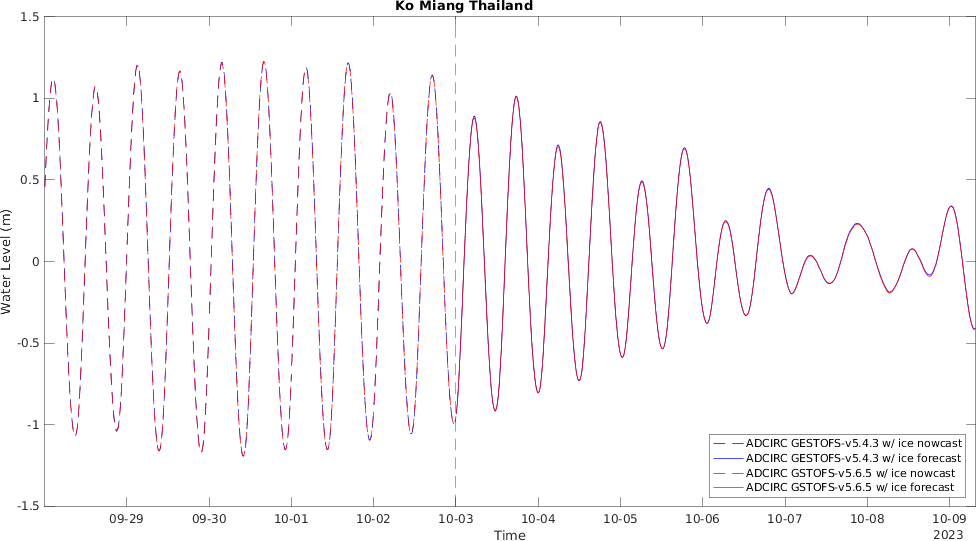 Ko Miang Thailand
1.5
1
0.5
0
-0.5
-1
-1.5
Water Level (m)
09-29 09-30 10-01 10-02 10-03 10-04 10-05 10-06 10-07 10-08 10-09
Time
2023
ADCIRC GESTOFS-v5.4.3 w/ ice nowcast
ADCIRC GESTOFS-v5.4.3 w/ ice forecast
ADCIRC GSTOFS-v5.6.5 w/ ice nowcast
ADCIRC GSTOFS-v5.6.5 w/ ice forecast